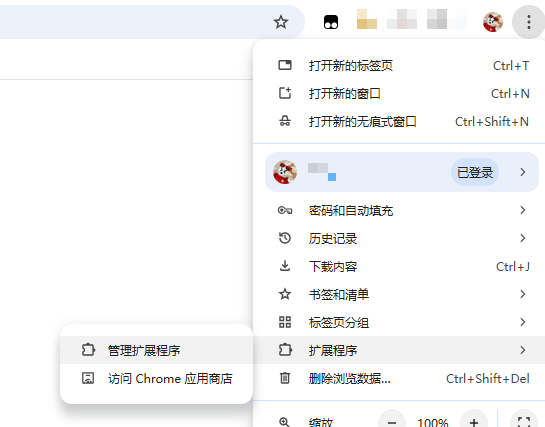 打开新的标签页 Ctrl+T
打开新的窗口 Ctrl+N
打开新的无痕式窗口 Ctrl+Shift+N
已登录
密码和自动填充
历史记录
下载内容 Ctrl+J
书签和清单
标签页分组
扩展程序
管理扩展程序
访问 Chrome 应用商店
删除浏览数据... Ctrl+Shift+Del
缩放 − 100% +